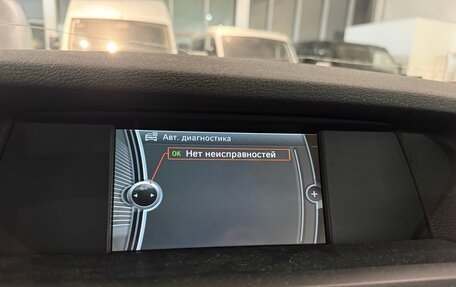 Авт. диагностика
OK Нет неисправностей
+